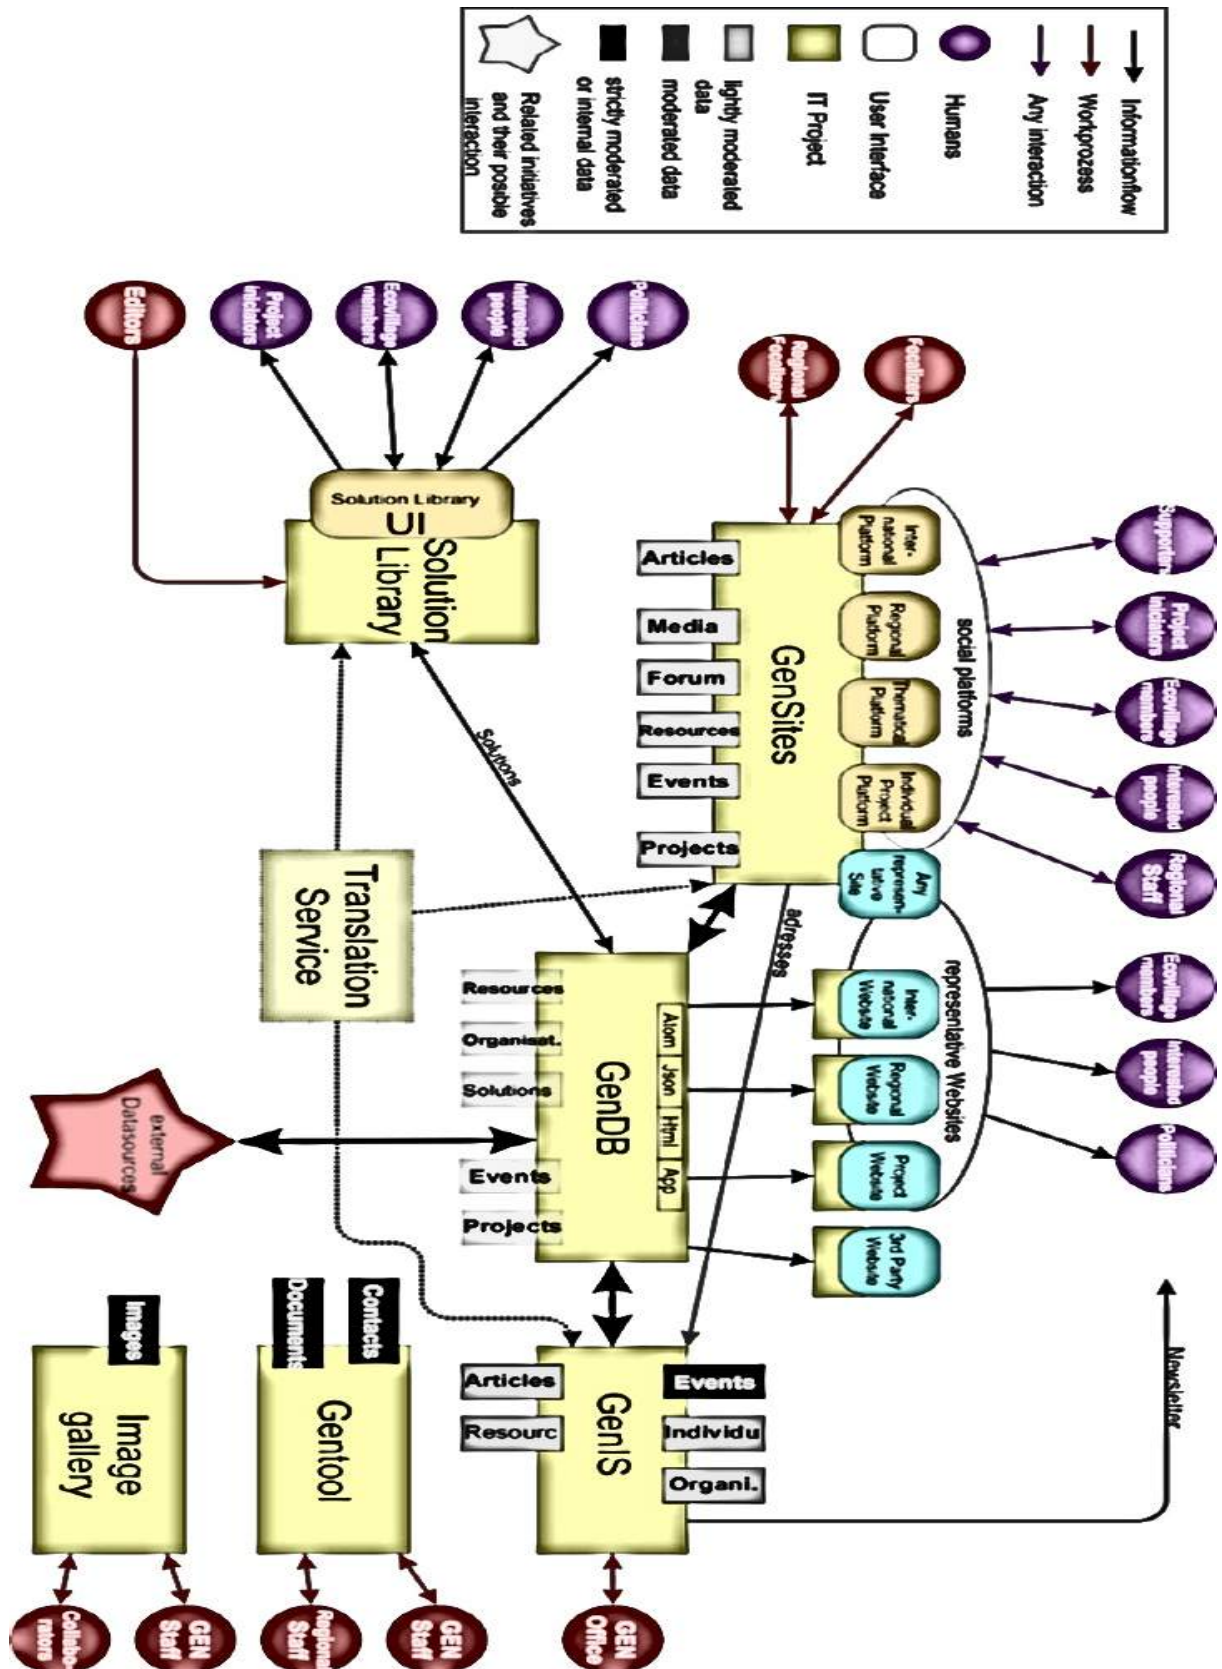 Informationflow
Workprozess
Any interaction
Humans
User Interface
IT Project
lightly moderated
data
moderated data
strictly moderated
or internal data
Related initiatives
and their posible
interaction
Supporters
Project
Iniciators
Ecovillage
members
Interested
people
Regional
Staff
Ecovillage
members
Interested
people
Politicians
Newsletter
social platforms
representative Websites
Focalizers
Regional
Focalizers
Inter-
national
Platform
Regional
Platform
Thematical
Platform
Individual
Project
Platform
Any
represen-
tative
Site
Inter-
national
Website
Regional
Website
Project
Website
3rd Party
Website
GenSites
Articles
Media
Forum
Resources
Events
Projects
adresses
Politicians
Interested
people
Ecovillage
members
Project
iniciators
Editors
Solution Library
UI
Solution
Library
Solutions
Translation
Service
GenDB
Atom
Json
Html
App
Resources
Organisat.
Solutions
Events
Projects
external
Datasources
GenIS
Events
Individu
Organi.
Articles
Resourc
GEN
Office
Contacts
Documents
Gentool
GEN
Staff
Regional
Staff
Images
Image
gallery
GEN
Staff
Collabo-
rators